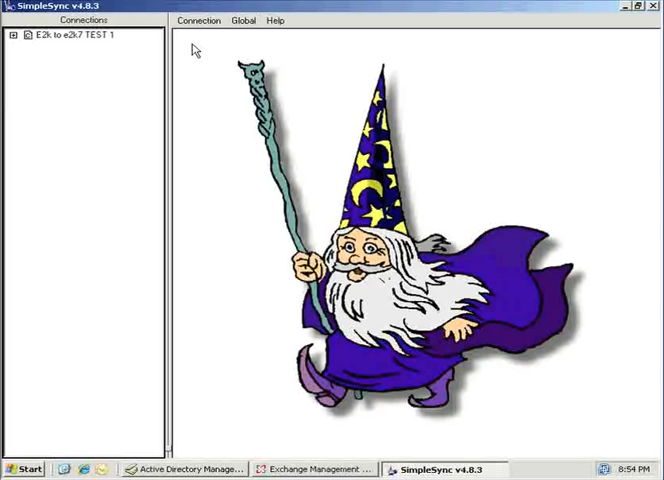 SimpleSync v4.8.3
Connections
Connection Global Help
E2k to e2k7 TEST 1
Start
Active Directory Manage...
Exchange Management ...
SimpleSync v4.8.3
8:54 PM